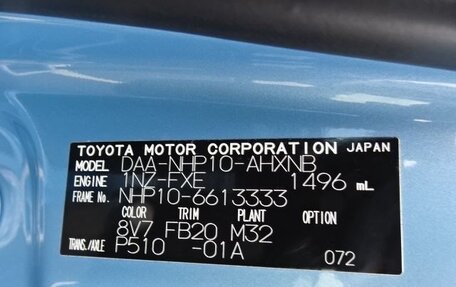 TOYOTA MOTOR CORPORATION JAPAN
MODEL DAA-NHP10-AHXNB
ENGINE 1NZ-FXE 1496 mL
FRAME No. NHP10-6613333
COLOR TRIM PLANT OPTION
8V7 FB20 M32
TRANS./AXLE P510 -01A
072